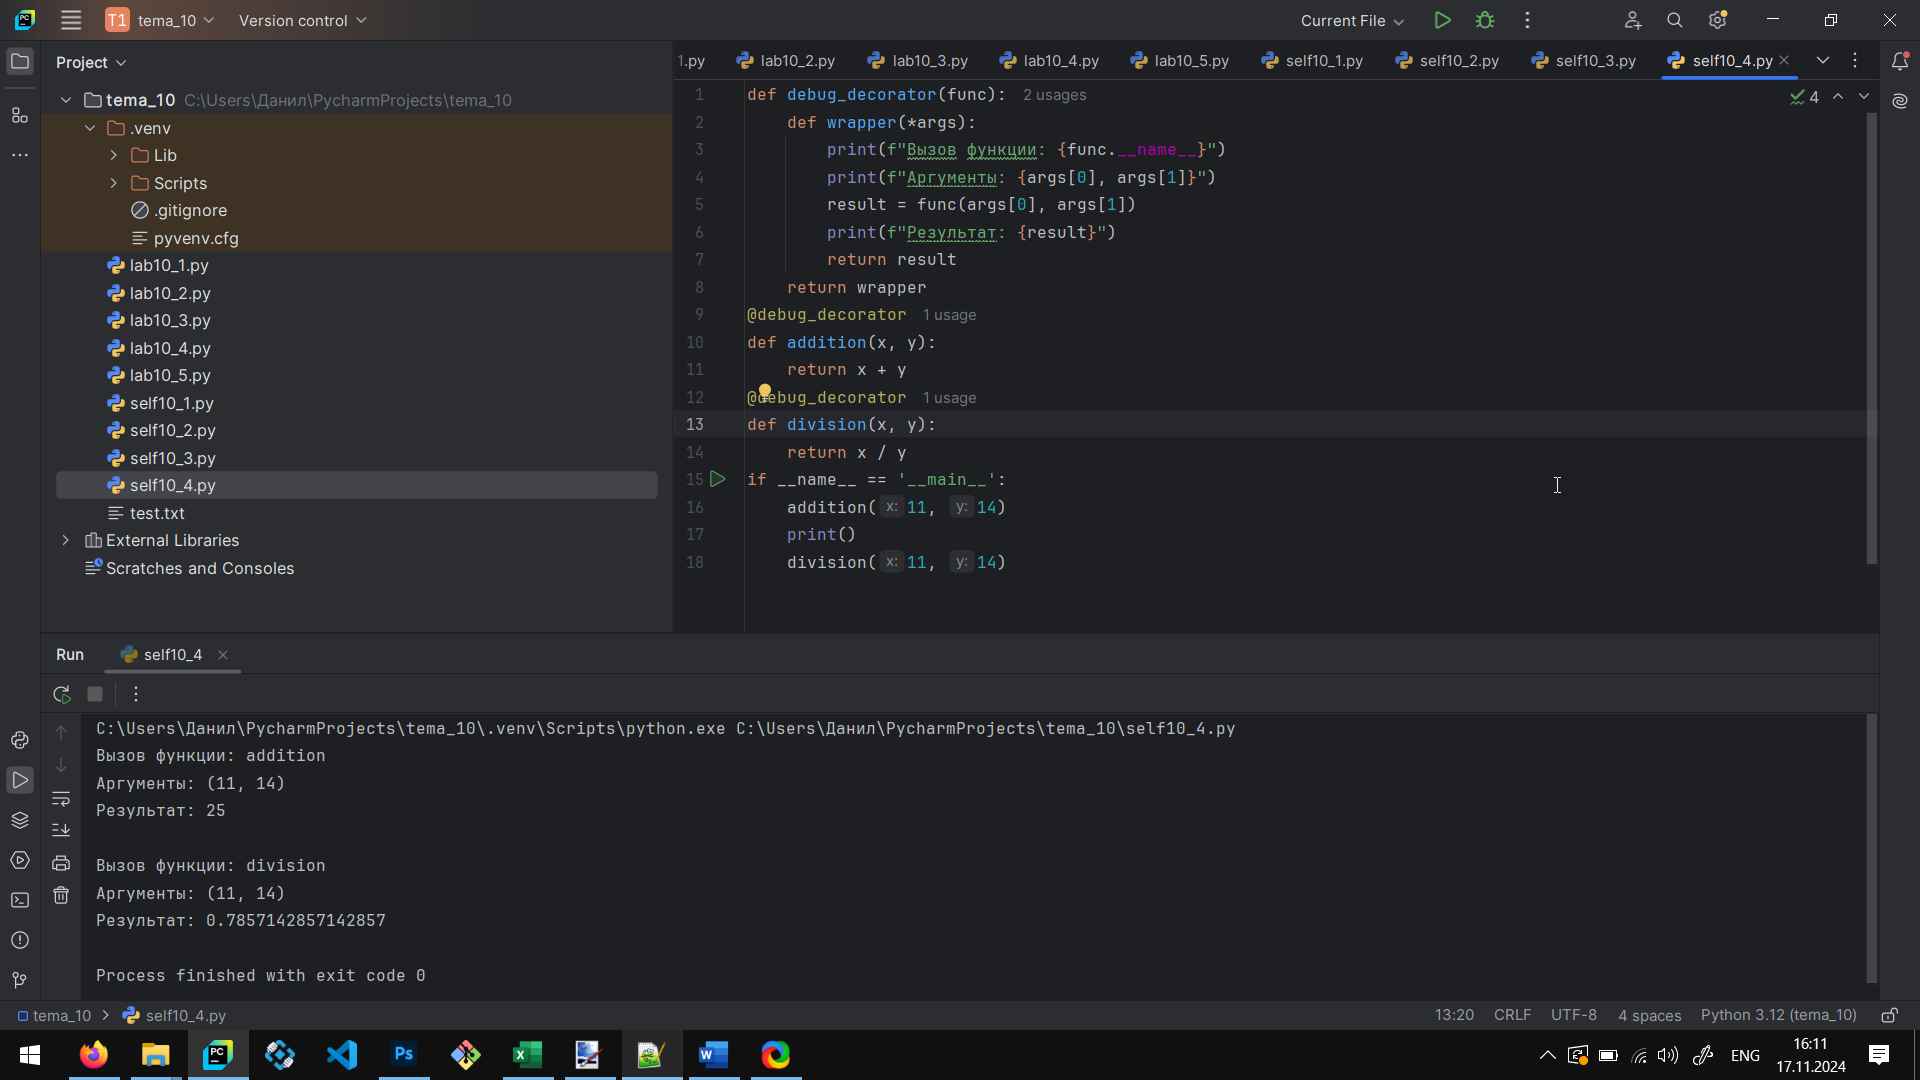 T1 tema_10 Version control Current File
Project
1.py lab10_2.py lab10_3.py lab10_4.py lab10_5.py self10_1.py self10_2.py self10_3.py self10_4.py
tema_10 C:\Users\Данил\PycharmProjects\tema_10
.venv
Lib
Scripts
.gitignore
pyvenv.cfg
lab10_1.py
lab10_2.py
lab10_3.py
lab10_4.py
lab10_5.py
self10_1.py
self10_2.py
self10_3.py
self10_4.py
test.txt
External Libraries
Scratches and Consoles
4
1 def debug_decorator(func): 2 usages
2 def wrapper(*args):
3 print(f"Вызов функции: {func.__name__}")
4 print(f"Аргументы: {args[0], args[1]}")
5 result = func(args[0], args[1])
6 print(f"Результат: {result}")
7 return result
8 return wrapper
9 @debug_decorator 1 usage
10 def addition(x, y):
11 return x + y
12 @debug_decorator 1 usage
13 def division(x, y):
14 return x / y
15 if __name__ == '__main__':
16 addition( x: 11, y: 14)
17 print()
18 division( x: 11, y: 14)
Run self10_4
C:\Users\Данил\PycharmProjects\tema_10\.venv\Scripts\python.exe C:\Users\Данил\PycharmProjects\tema_10\self10_4.py
Вызов функции: addition
Аргументы: (11, 14)
Результат: 25
Вызов функции: division
Аргументы: (11, 14)
Результат: 0.7857142857142857
Process finished with exit code 0
tema_10 self10_4.py 13:20 CRLF UTF-8 4 spaces Python 3.12 (tema_10)
ENG
16:11
17.11.2024